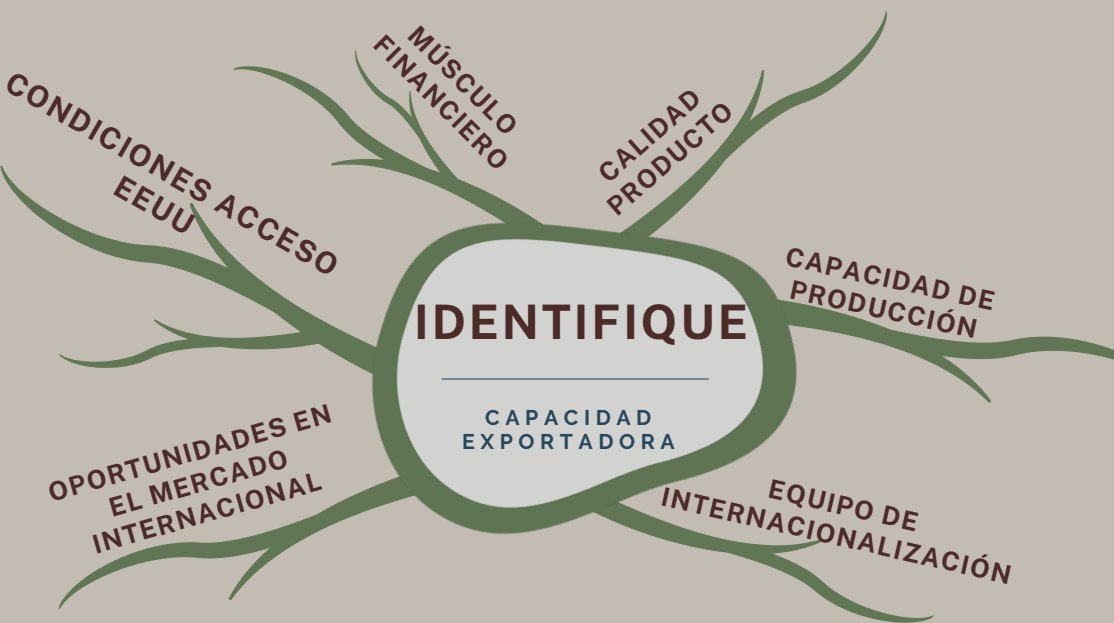 CONDICIONES ACCESO
EEUU
MÚSCULO
FINANCIERO
CALIDAD
PRODUCTO
CAPACIDAD DE
PRODUCCIÓN
IDENTIFIQUE
CAPACIDAD
EXPORTADORA
OPORTUNIDADES EN
EL MERCADO
INTERNACIONAL
EQUIPO DE
INTERNACIONALIZACIÓN